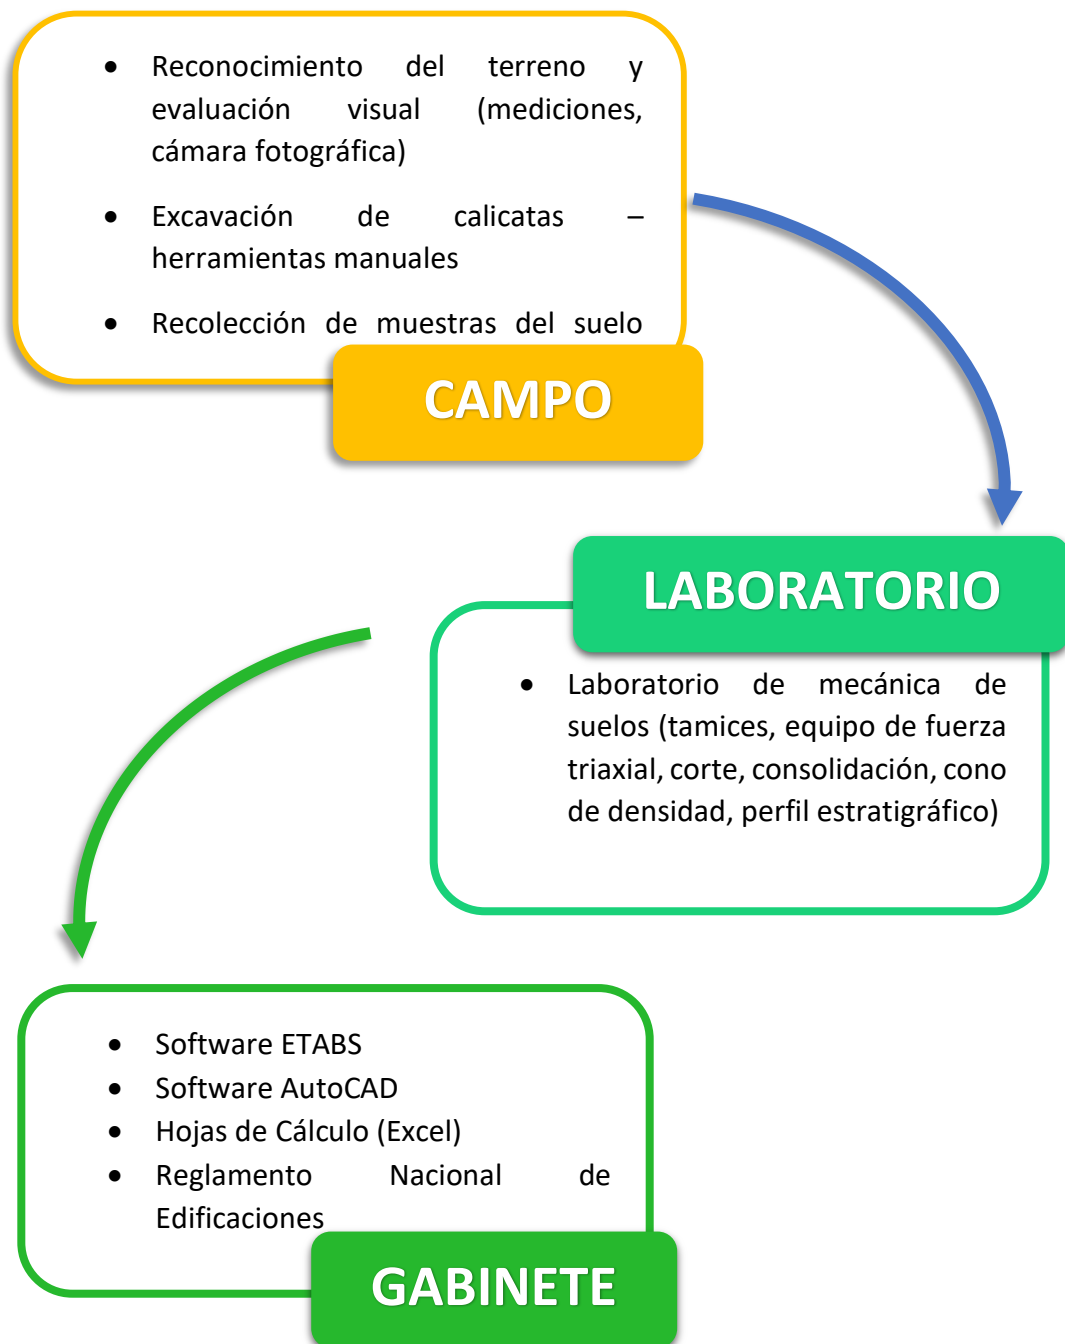 • Reconocimiento del terreno y
evaluación visual (mediciones,
cámara fotográfica)
• Excavación de calicatas –
herramientas manuales
• Recolección de muestras del suelo
CAMPO
LABORATORIO
• Laboratorio de mecánica de
suelos (tamices, equipo de fuerza
triaxial, corte, consolidación, cono
de densidad, perfil estratigráfico)
• Software ETABS
• Software AutoCAD
• Hojas de Cálculo (Excel)
• Reglamento Nacional de
Edificaciones
GABINETE